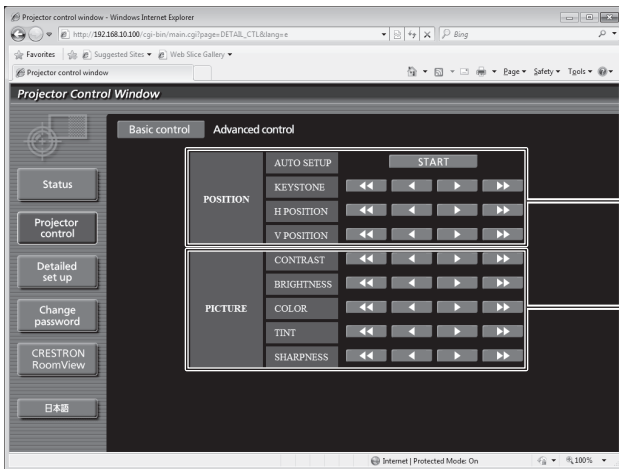 Projector control window - Windows Internet Explorer
http://192.168.10.100/cgi-bin/main.cgi?page=DETAIL_CTL&lang=e
Bing
Favorites Suggested Sites Web Slice Gallery
Projector control window
Page Safety Tools
Projector Control Window
Basic control Advanced control
Status
Projector control
Detailed set up
Change password
CRESTRON RoomView
日本語
POSITION
AUTO SETUP START
KEYSTONE
H POSITION
V POSITION
PICTURE
CONTRAST
BRIGHTNESS
COLOR
TINT
SHARPNESS
Internet | Protected Mode: On 100%